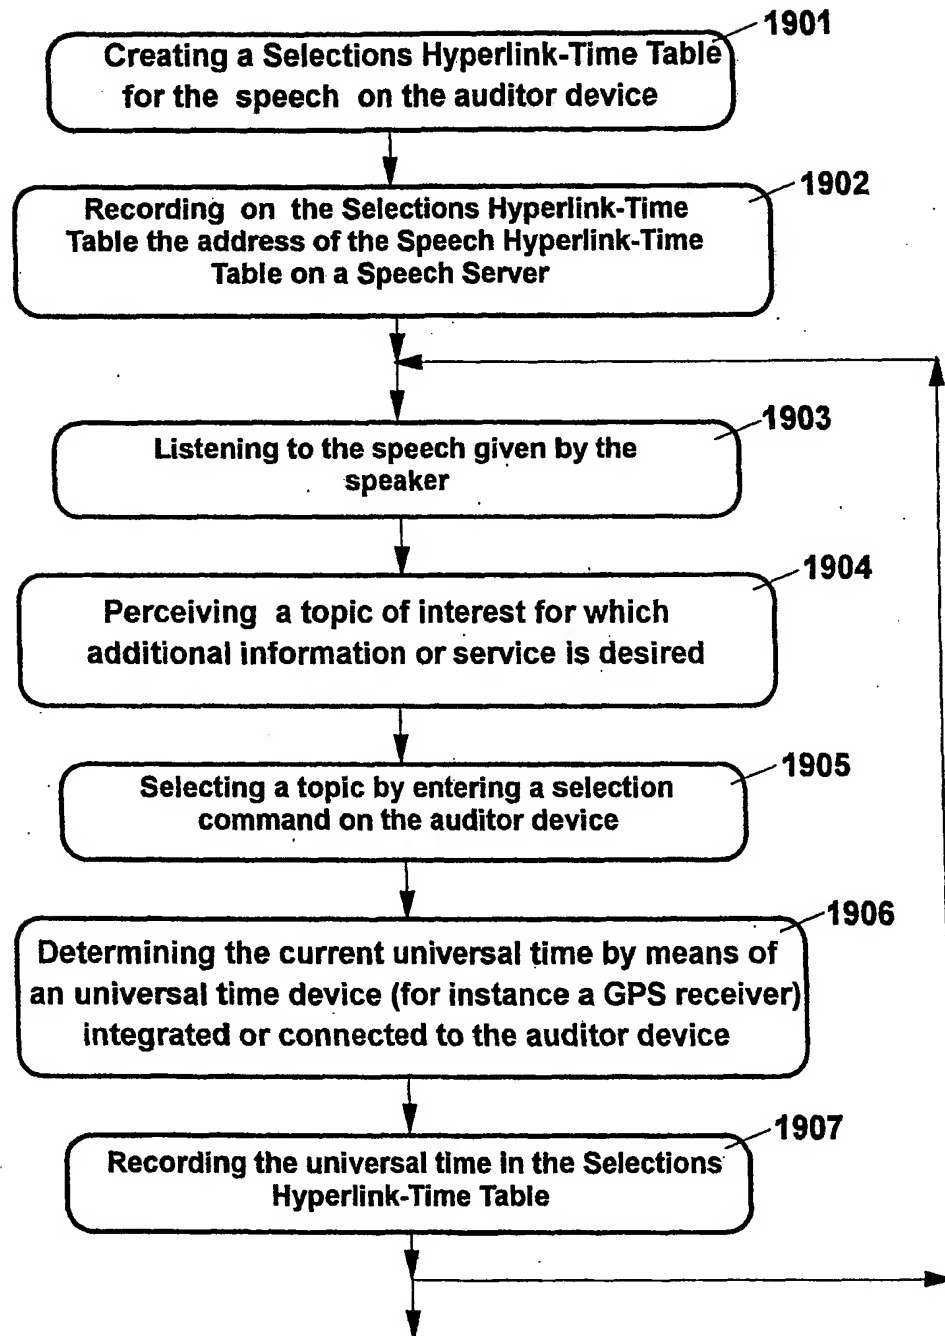 1901
Creating a Selections Hyperlink-Time Table
for the speech on the auditor device
1902
Recording on the Selections Hyperlink-Time
Table the address of the Speech Hyperlink-Time
Table on a Speech Server
1903
Listening to the speech given by the
speaker
1904
Perceiving a topic of interest for which
additional information or service is desired
1905
Selecting a topic by entering a selection
command on the auditor device
1906
Determining the current universal time by means of
an universal time device (for instance a GPS receiver)
integrated or connected to the auditor device
1907
Recording the universal time in the Selections
Hyperlink-Time Table